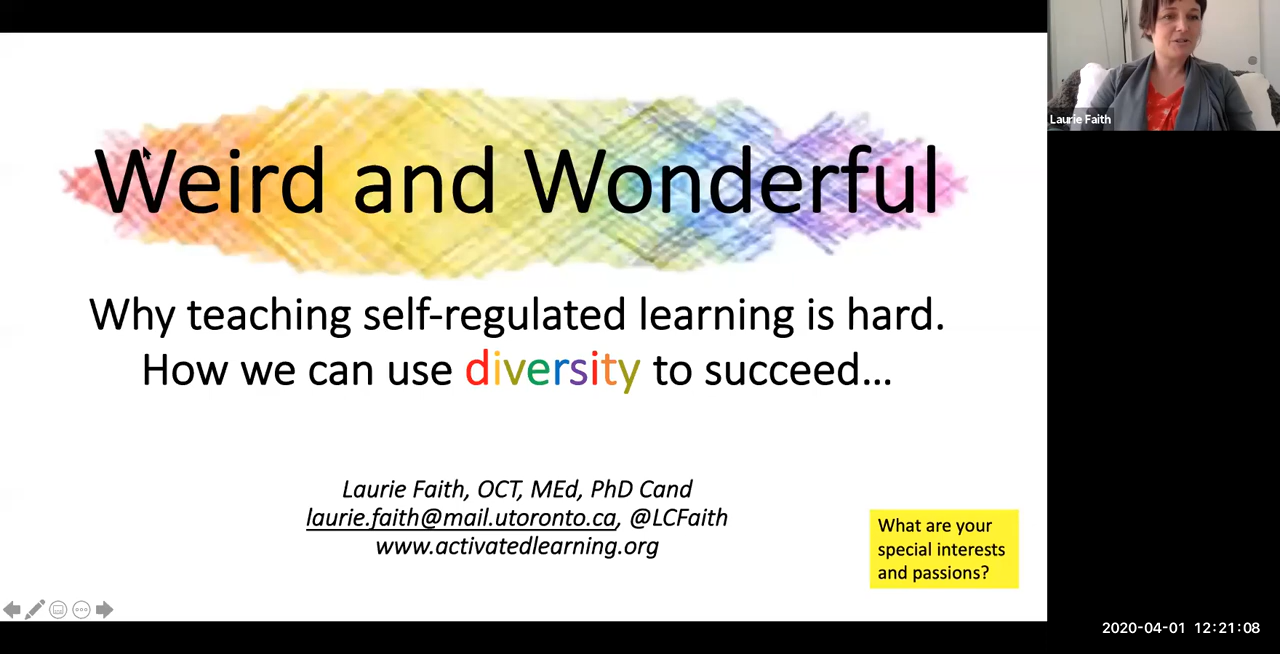 Weird and Wonderful
Why teaching self-regulated learning is hard.
How we can use diversity to succeed...
Laurie Faith, OCT, MEd, PhD Cand
laurie.faith@mail.utoronto.ca, @LCFaith
www.activatedlearning.org
What are your
special interests
and passions?
Laurie Faith
2020-04-01 12:21:08